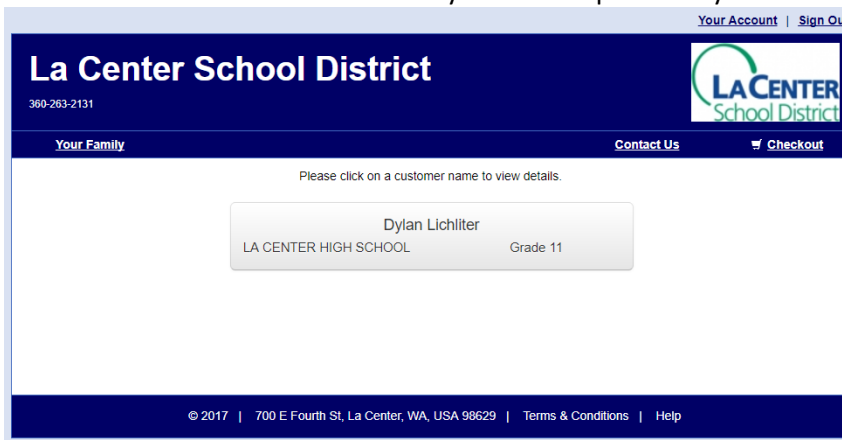 Your Account | Sign Ou
La Center School District
360-263-2131
LA CENTER
School District
Your Family
Contact Us
Checkout
Please click on a customer name to view details.
Dylan Lichliter
LA CENTER HIGH SCHOOL Grade 11
© 2017 | 700 E Fourth St, La Center, WA, USA 98629 | Terms & Conditions | Help